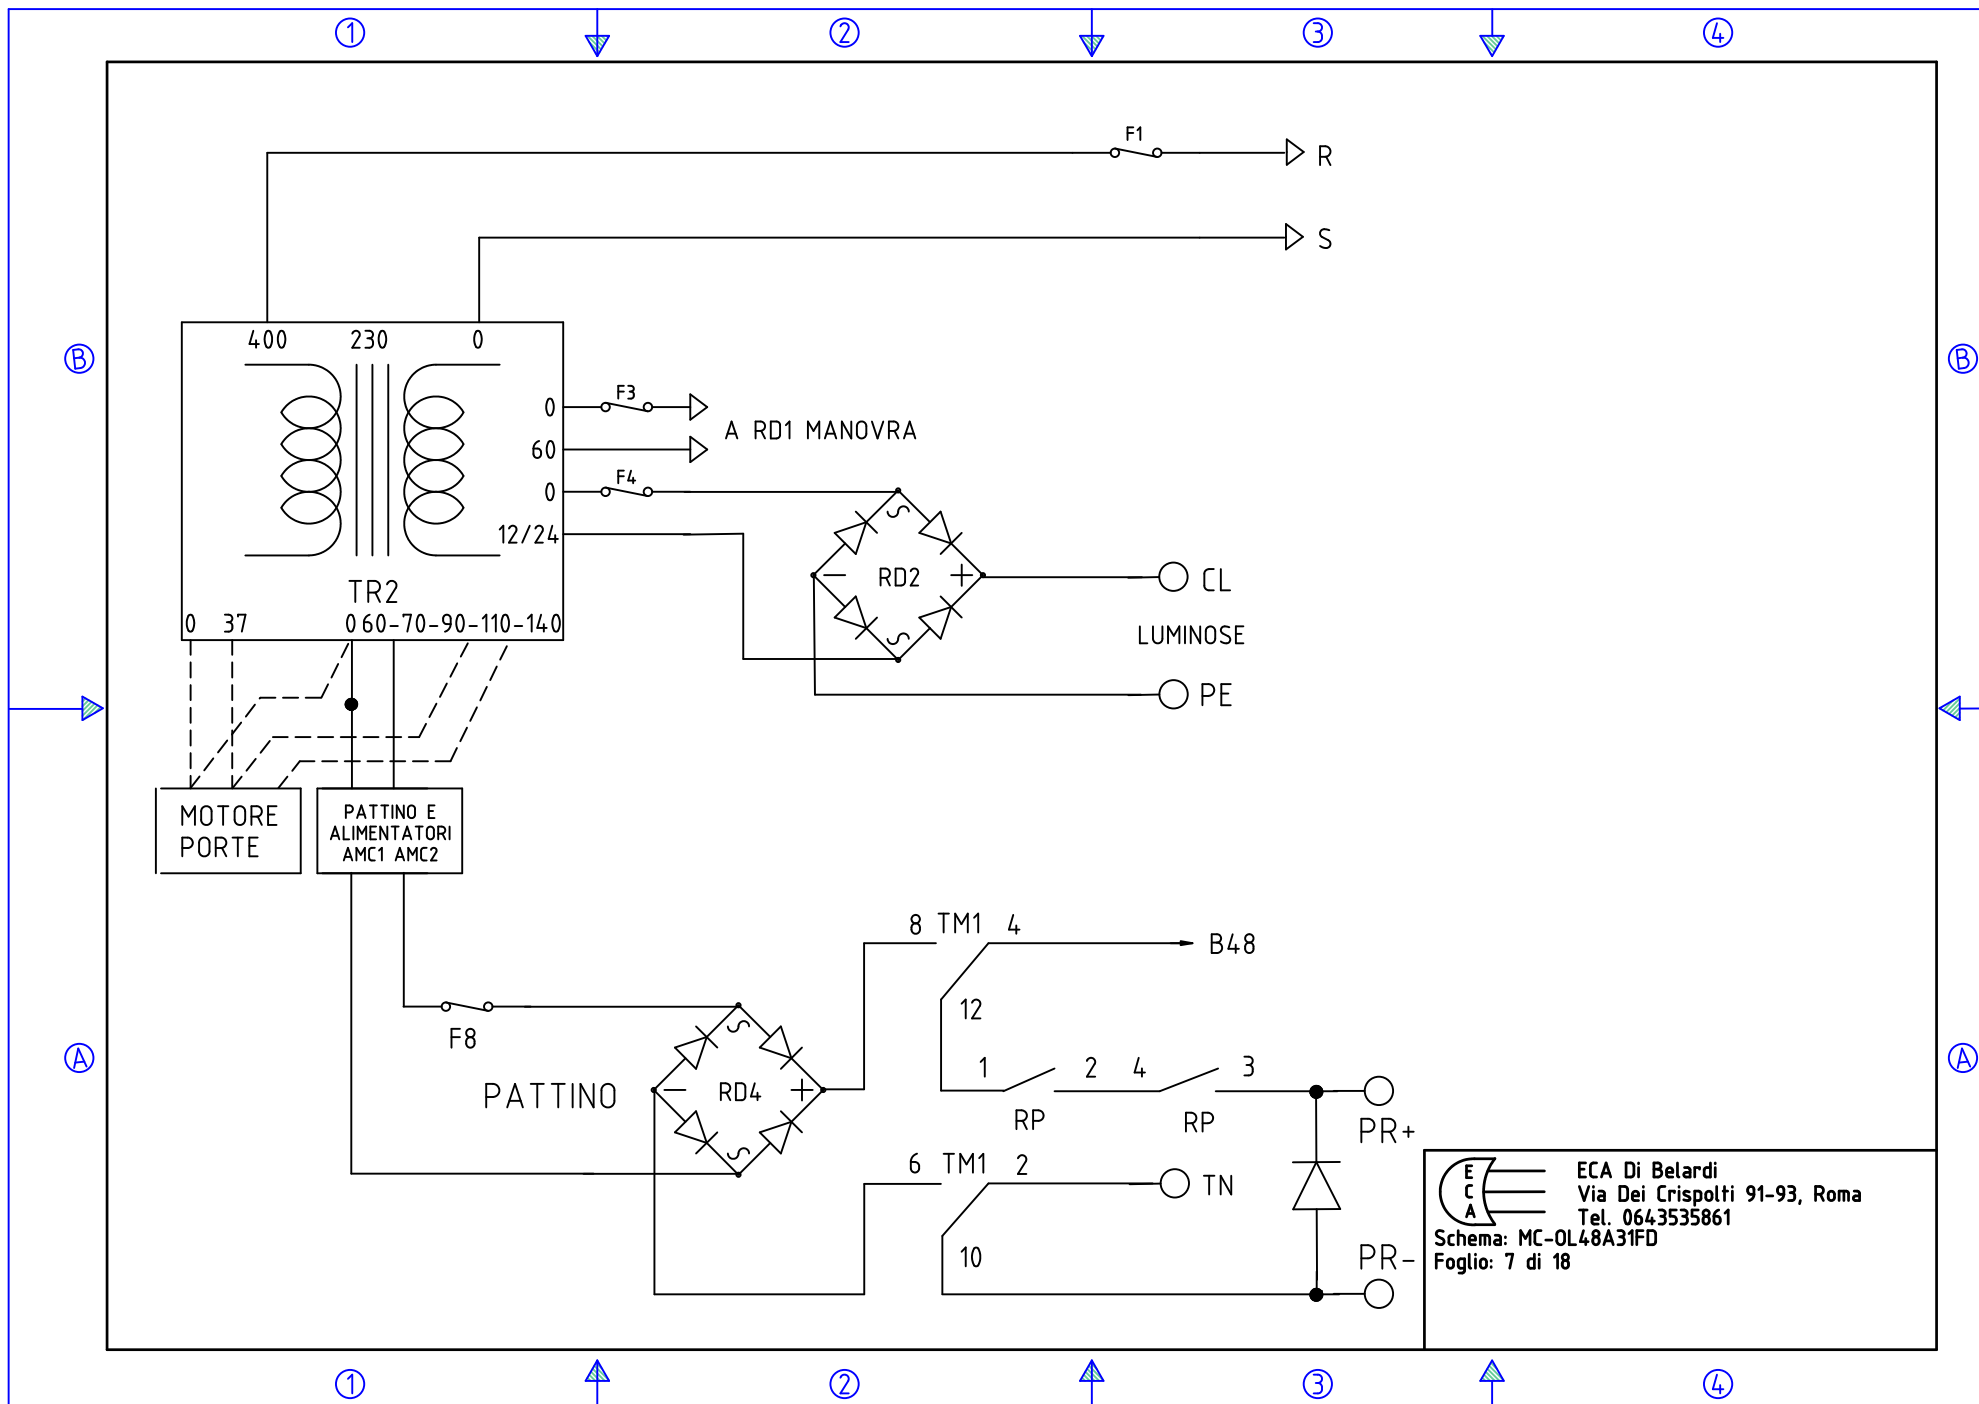 1 2 3 4
F1
R
S
B B
400 230 0
F3
0
A RD1 MANOVRA
60
F4
0
12/24
RD2
- +
CL
TR2
0 37 0 60-70-90-110-140
LUMINOSE
PE
MOTORE
PORTE
PATTINO E
ALIMENTATORI
AMC1 AMC2
8 TM1 4
B48
12
F8
A A
1 2 4 3
PATTINO
- RD4 +
RP RP
PR+
6 TM1 2
TN
10
PR-
E
C
A
ECA Di Belardi
Via Dei Crispolti 91-93, Roma
Tel. 0643535861
Schema: MC-OL48A31FD
Foglio: 7 di 18
1 2 3 4